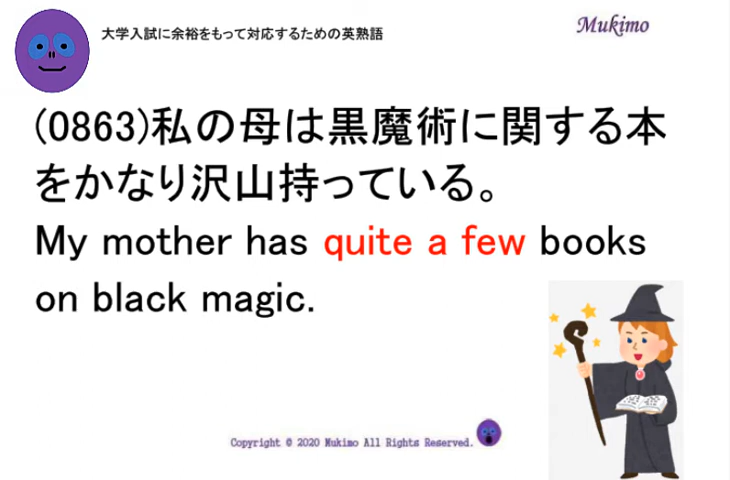 大学入試に余裕をもって対応するための英熟語
Mukimo
(0863)私の母は黒魔術に関する本
をかなり沢山持っている。
My mother has quite a few books
on black magic.
Copyright © 2020 Mukimo All Rights Reserved.